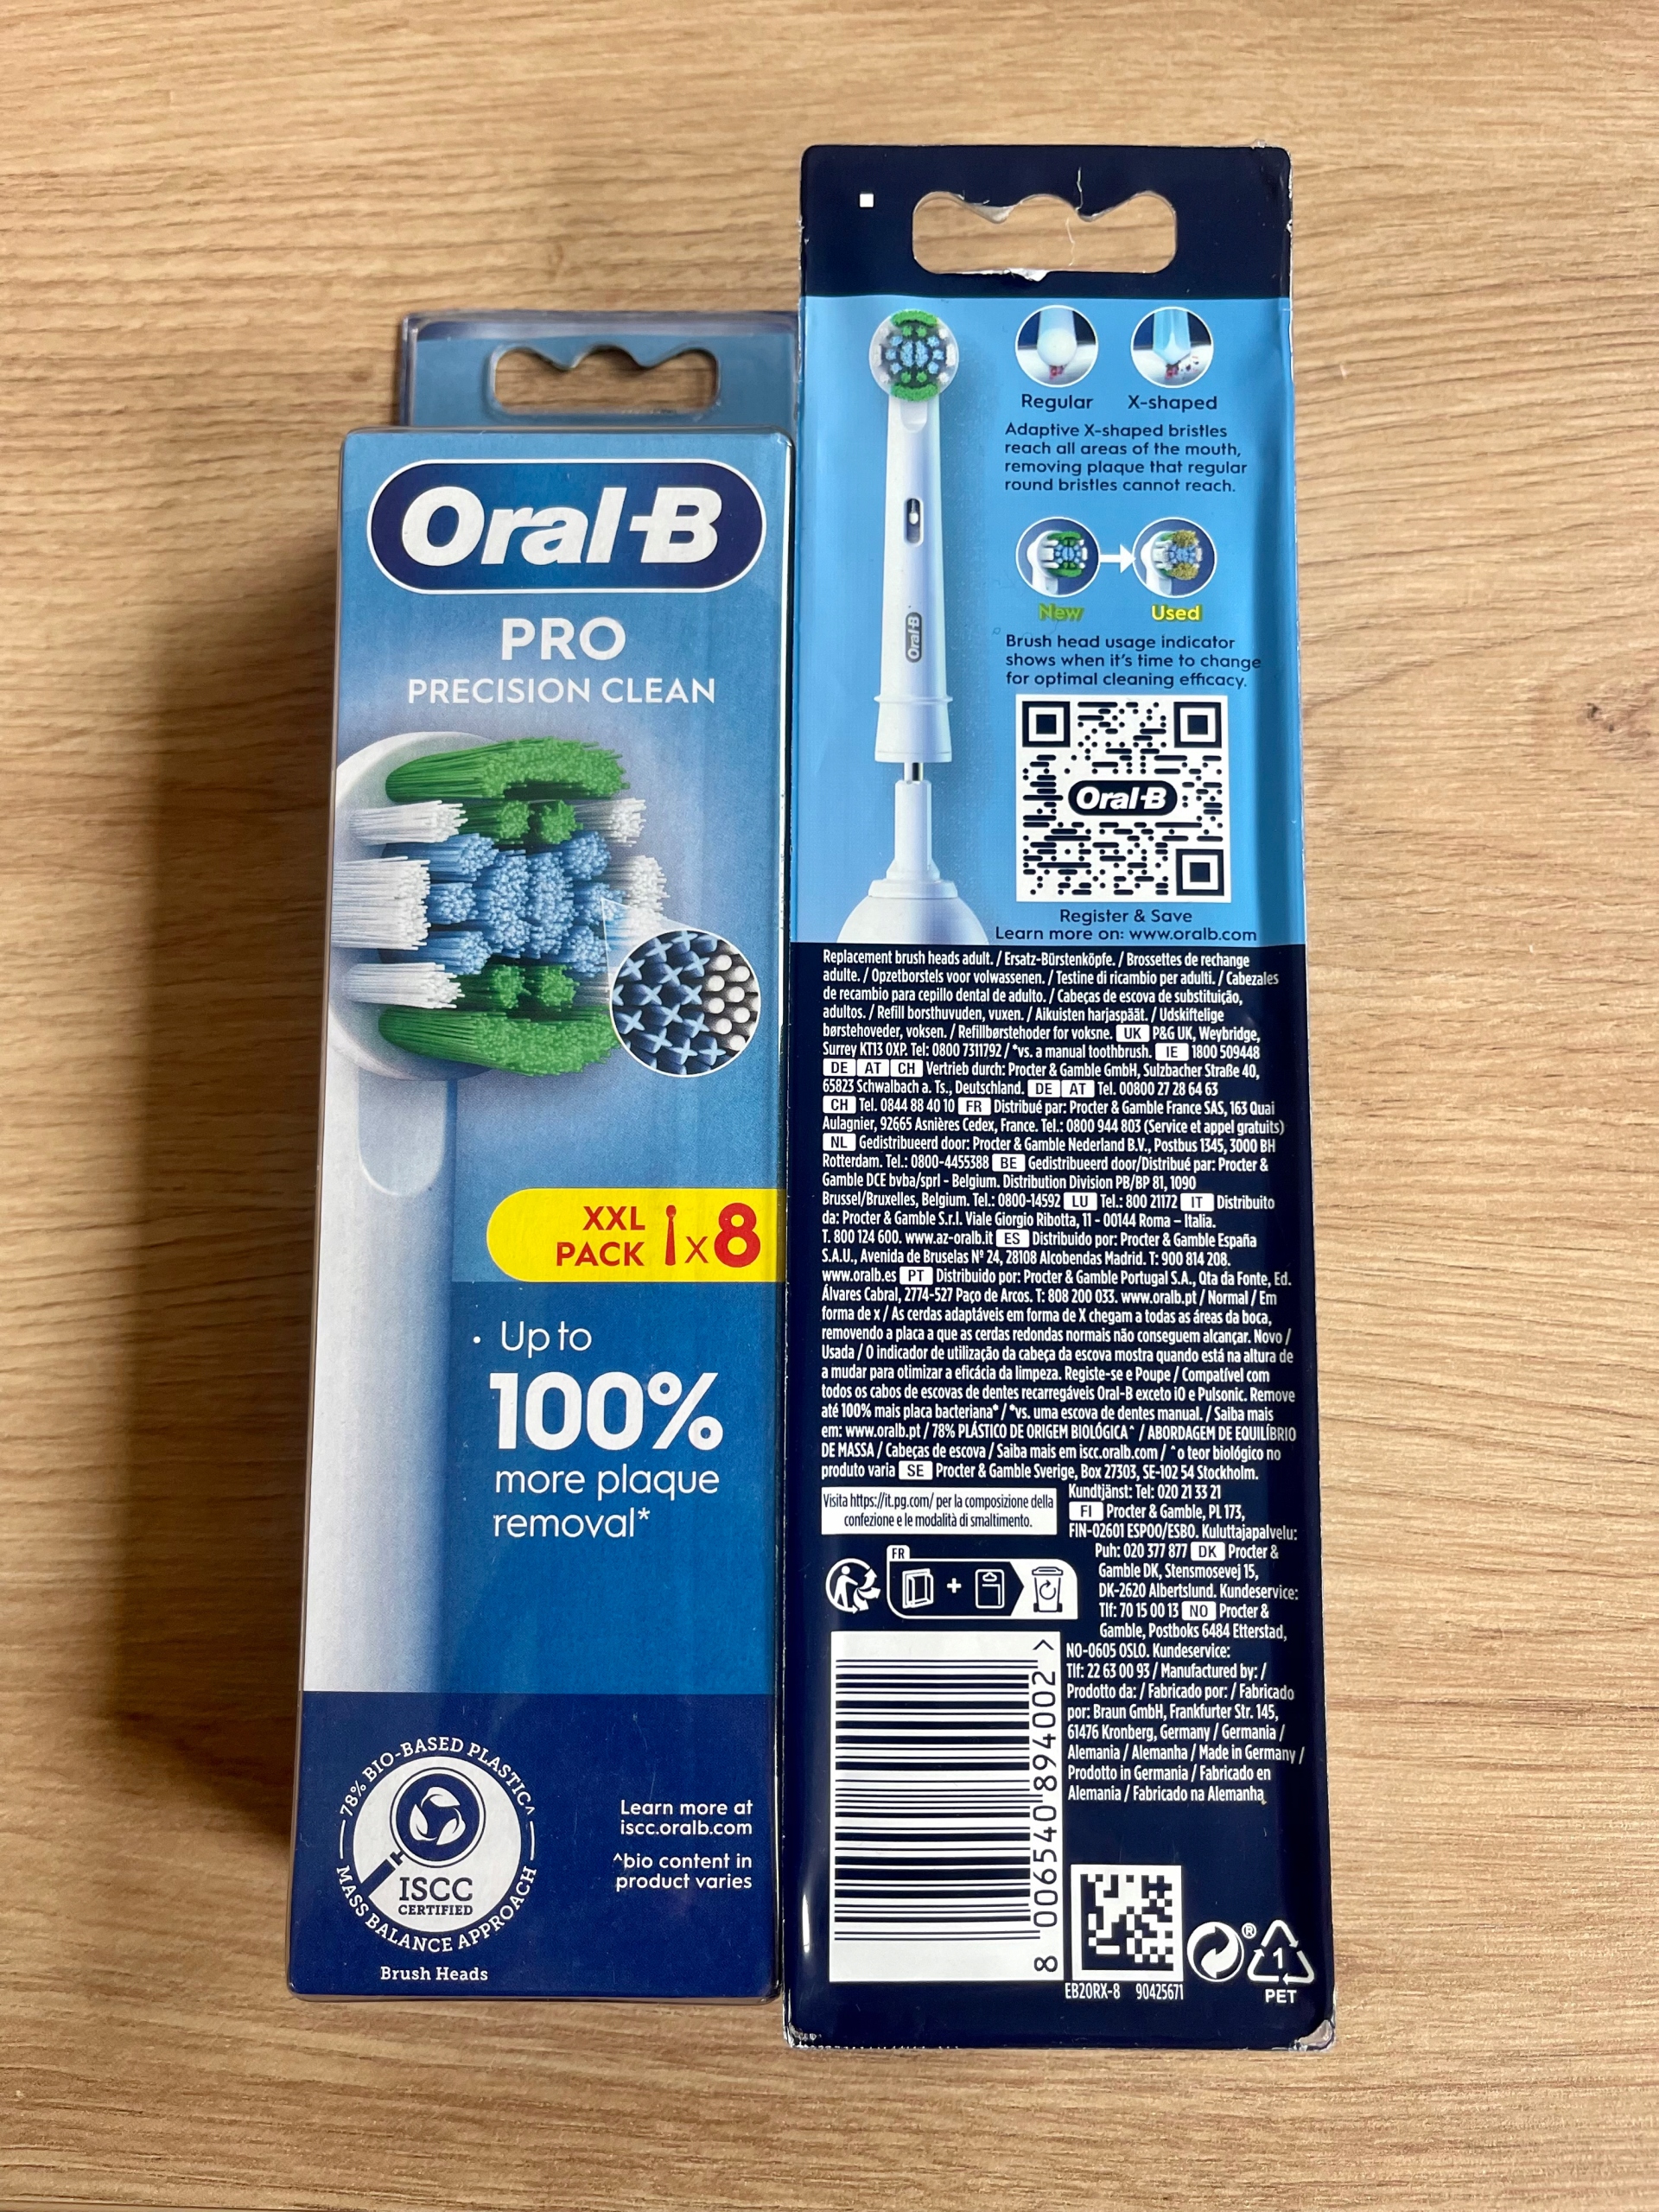 Oral-B
PRO
PRECISION CLEAN
XXL
PACK x8
• Up to
100%
more plaque
removal*
78% BIO-BASED PLASTIC^
ISCC
CERTIFIED
MASS BALANCE APPROACH
Brush Heads
Learn more at
iscc.oralb.com
^bio content in
product varies
Regular X-shaped
Adaptive X-shaped bristles
reach all areas of the mouth,
removing plaque that regular
round bristles cannot reach.
New Used
Oral-B
Brush head usage indicator
shows when it's time to change
for optimal cleaning efficacy.
Oral-B
Register & Save
Learn more on: www.oralb.com
Replacement brush heads adult. / Ersatz-Bürstenköpfe. / Brossettes de rechange
adulte. / Opzetborstels voor volwassenen. / Testine di ricambio per adulti. / Cabezales
de recambio para cepillo dental de adulto. / Cabeças de escova de substituição,
adultos. / Refill borsthuvuden, vuxen. / Aikuisten harjaspäät. / Udskiftelige
børstehoveder, voksen. / Refillbørstehoder for voksne. UK P&G UK, Weybridge,
Surrey KT13 0XP. Tel: 0800 7311792 / *vs. a manual toothbrush. IE 1800 509448
DE AT CH Vertrieb durch: Procter & Gamble GmbH, Sulzbacher Straße 40,
65823 Schwalbach a. Ts., Deutschland. DE AT Tel. 00800 27 28 64 63
CH Tel. 0844 88 40 10 FR Distribué par: Procter & Gamble France SAS, 163 Quai
Aulagnier, 92665 Asnières Cedex, France. Tel.: 0800 944 803 (Service et appel gratuits)
NL Gedistribueerd door: Procter & Gamble Nederland B.V., Postbus 1345, 3000 BH
Rotterdam. Tel.: 0800-4455388 BE Gedistribueerd door/Distribué par: Procter &
Gamble DCE bvba/sprl - Belgium. Distribution Division PB/BP 81, 1090
Brussel/Bruxelles, Belgium. Tel.: 0800-14592 LU Tel.: 800 21172 IT Distribuito
da: Procter & Gamble S.r.l. Viale Giorgio Ribotta, 11 - 00144 Roma – Italia.
T. 800 124 600. www.az-oralb.it ES Distribuido por: Procter & Gamble España
S.A.U., Avenida de Bruselas Nº 24, 28108 Alcobendas Madrid. T: 900 814 208.
www.oralb.es PT Distribuido por: Procter & Gamble Portugal S.A., Qta da Fonte, Ed.
Álvares Cabral, 2774-527 Paço de Arcos. T: 808 200 033. www.oralb.pt / Normal / Em
forma de x / As cerdas adaptáveis em forma de X chegam a todas as áreas da boca,
removendo a placa a que as cerdas redondas normais não conseguem alcançar. Novo /
Usada / O indicador de utilização da cabeça da escova mostra quando está na altura de
a mudar para otimizar a eficácia da limpeza. Registe-se e Poupe / Compatível com
todos os cabos de escovas de dentes recarregáveis Oral-B exceto iO e Pulsonic. Remove
até 100% mais placa bacteriana* / *vs. uma escova de dentes manual. / Saiba mais
em: www.oralb.pt / 78% PLÁSTICO DE ORIGEM BIOLÓGICA^ / ABORDAGEM DE EQUILÍBRIO
DE MASSA / Cabeças de escova / Saiba mais em iscc.oralb.com / ^o teor biológico no
produto varia SE Procter & Gamble Sverige, Box 27303, SE-102 54 Stockholm.
Kundtjänst: Tel: 020 21 33 21
FI Procter & Gamble, PL 173,
FIN-02601 ESPOO/ESBO. Kuluttajapalvelu:
Puh: 020 377 877 DK Procter &
Gamble DK, Stensmosevej 15,
DK-2620 Albertslund. Kundeservice:
Tlf: 70 15 00 13 NO Procter &
Gamble, Postboks 6484 Etterstad,
NO-0605 OSLO. Kundeservice:
Tlf: 22 63 00 93 / Manufactured by: /
Prodotto da: / Fabricado por: / Fabricado
por: Braun GmbH, Frankfurter Str. 145,
61476 Kronberg, Germany / Germania /
Alemania / Alemanha / Made in Germany /
Prodotto in Germania / Fabricado en
Alemania / Fabricado na Alemanha
Visita https://it.pg.com/ per la composizione della
confezione e le modalità di smaltimento.
FR
8 006540 894002 >
EB20RX-8 90425671
®
1
PET